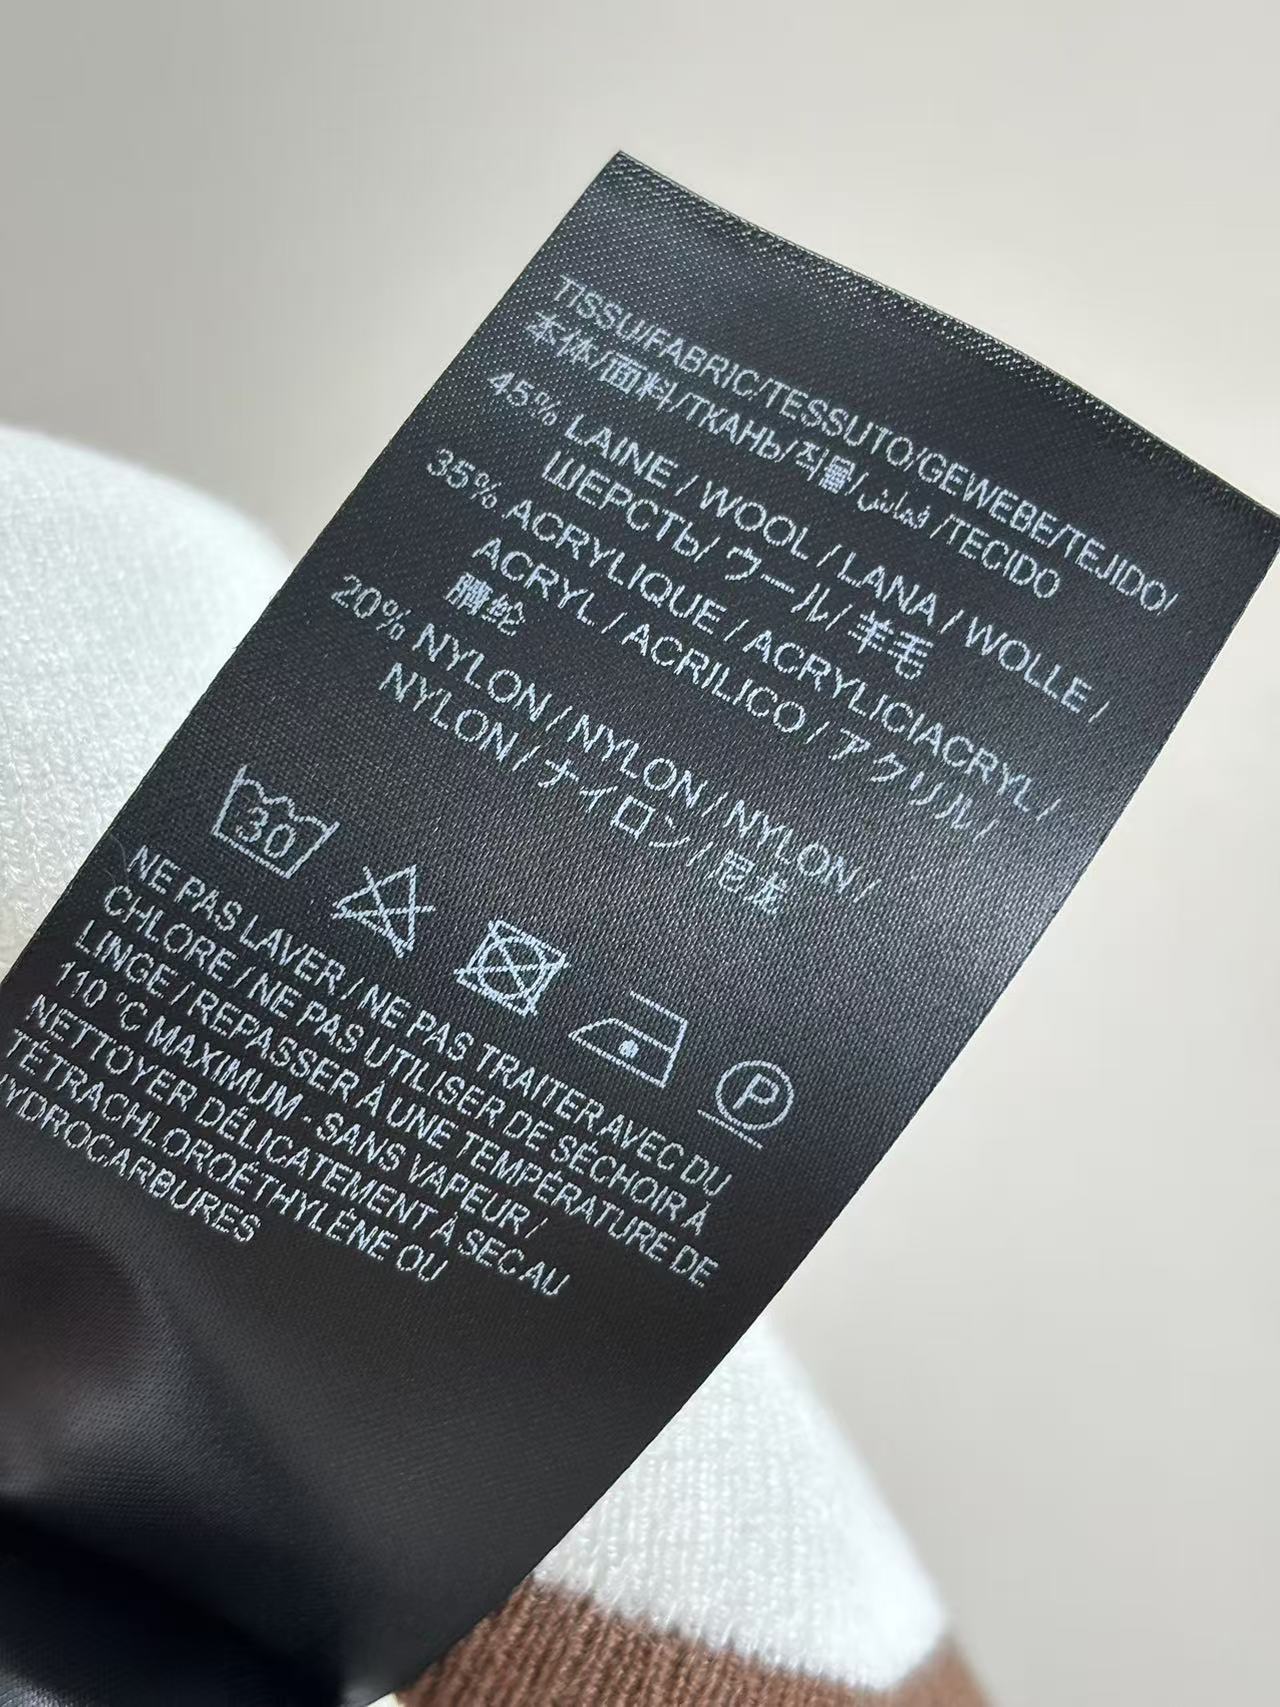 TISSU/FABRIC/TESSUTO/GEWEBE/TEJIDO/
本体/面料/ТКАНЬ/직물/قماش/TECIDO
45% LAINE / WOOL / LANA / WOLLE /
ШЕРСТЬ/ ウール/ 羊毛
35% ACRYLIQUE / ACRYLICIACRYL /
ACRYL / ACRILICO / アクリル/
腈纶
20% NYLON / NYLON / NYLON /
NYLON / ナイロン / 尼龙
30
P
NE PAS LAVER / NE PAS TRAITER AVEC DU
CHLORE / NE PAS UTILISER DE SÉCHOIR À
LINGE / REPASSER À UNE TEMPÉRATURE DE
110 °C MAXIMUM - SANS VAPEUR /
NETTOYER DÉLICATEMENT À SEC AU
TÉTRACHLOROÉTHYLÈNE OU
HYDROCARBURES